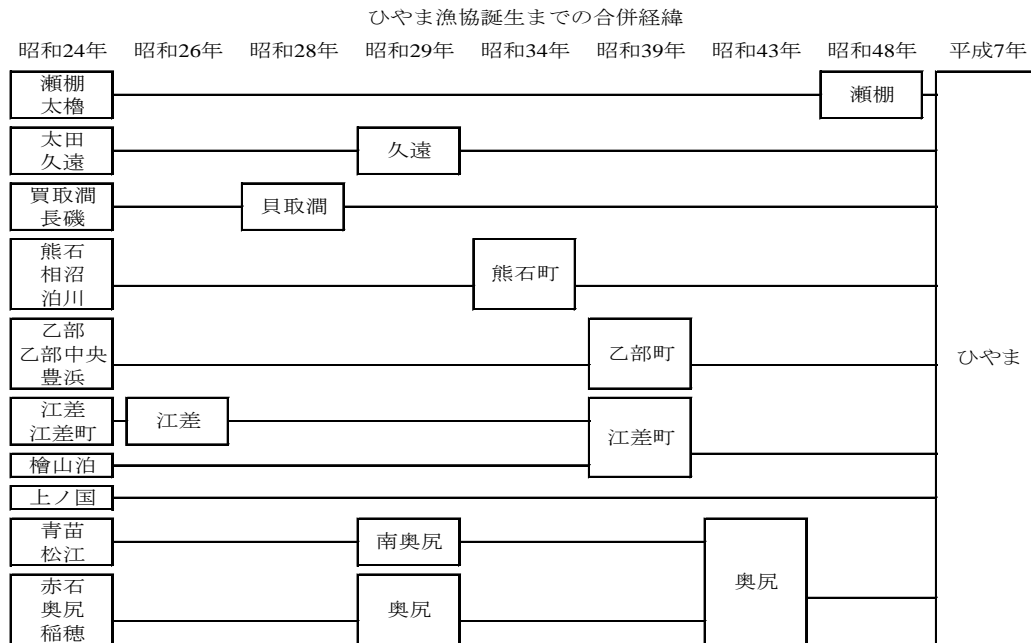 ひやま漁協誕生までの合併経緯
昭和24年 昭和26年 昭和28年 昭和29年 昭和34年 昭和39年 昭和43年 昭和48年 平成7年
瀬棚
太櫓
瀬棚
太田
久遠
久遠
買取澗
長磯
貝取澗
熊石
相沼
泊川
熊石町
乙部
乙部中央
豊浜
乙部町
ひやま
江差
江差町
江差
江差町
檜山泊
上ノ国
青苗
松江
南奥尻
奥尻
赤石
奥尻
稲穂
奥尻